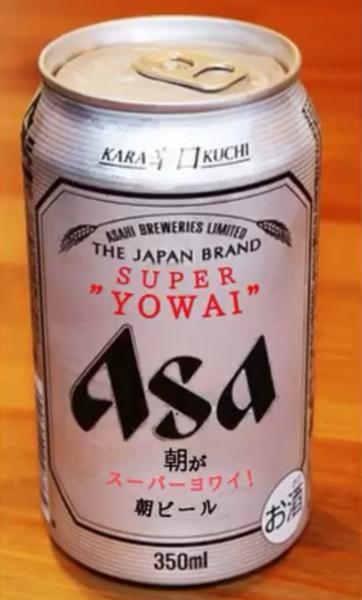 KARA 辛口 KUCHI
ASAHI BREWERIES LIMITED
THE JAPAN BRAND
SUPER
"YOWAI"
Asa
朝が
スーパーヨワイ!
朝ビール
お酒
350ml